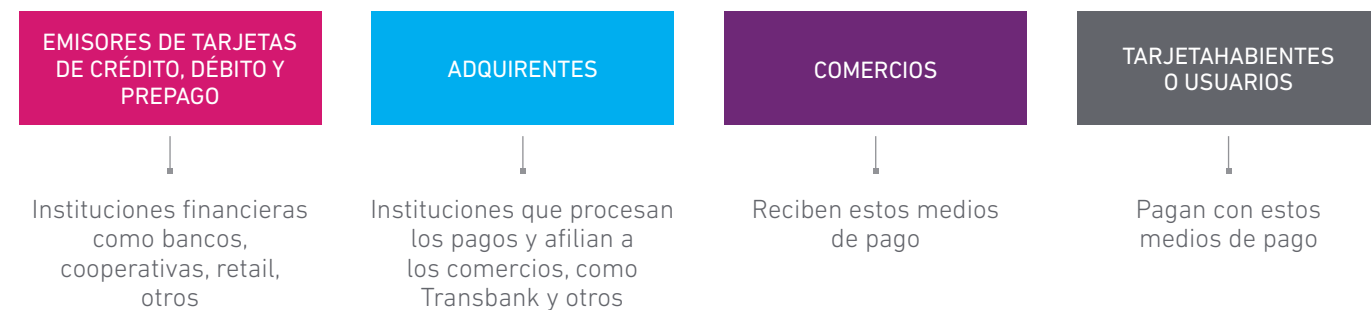 EMISORES DE TARJETAS
DE CRÉDITO, DÉBITO Y
PREPAGO
Instituciones financieras
como bancos,
cooperativas, retail,
otros
ADQUIRENTES
Instituciones que procesan
los pagos y afilian a
los comercios, como
Transbank y otros
COMERCIOS
Reciben estos medios
de pago
TARJETAHABIENTES
O USUARIOS
Pagan con estos
medios de pago